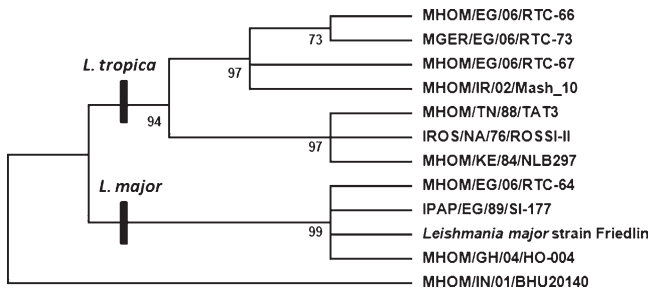 MHOM/EG/06/RTC-66
73
MGER/EG/06/RTC-73
L. tropica
MHOM/EG/06/RTC-67
97
MHOM/IR/02/Mash_10
94
MHOM/TN/88/TAT3
IROS/NA/76/ROSSI-II
97
MHOM/KE/84/NLB297
L. major
MHOM/EG/06/RTC-64
IPAP/EG/89/SI-177
99
Leishmania major strain Friedlin
MHOM/GH/04/HO-004
MHOM/IN/01/BHU20140